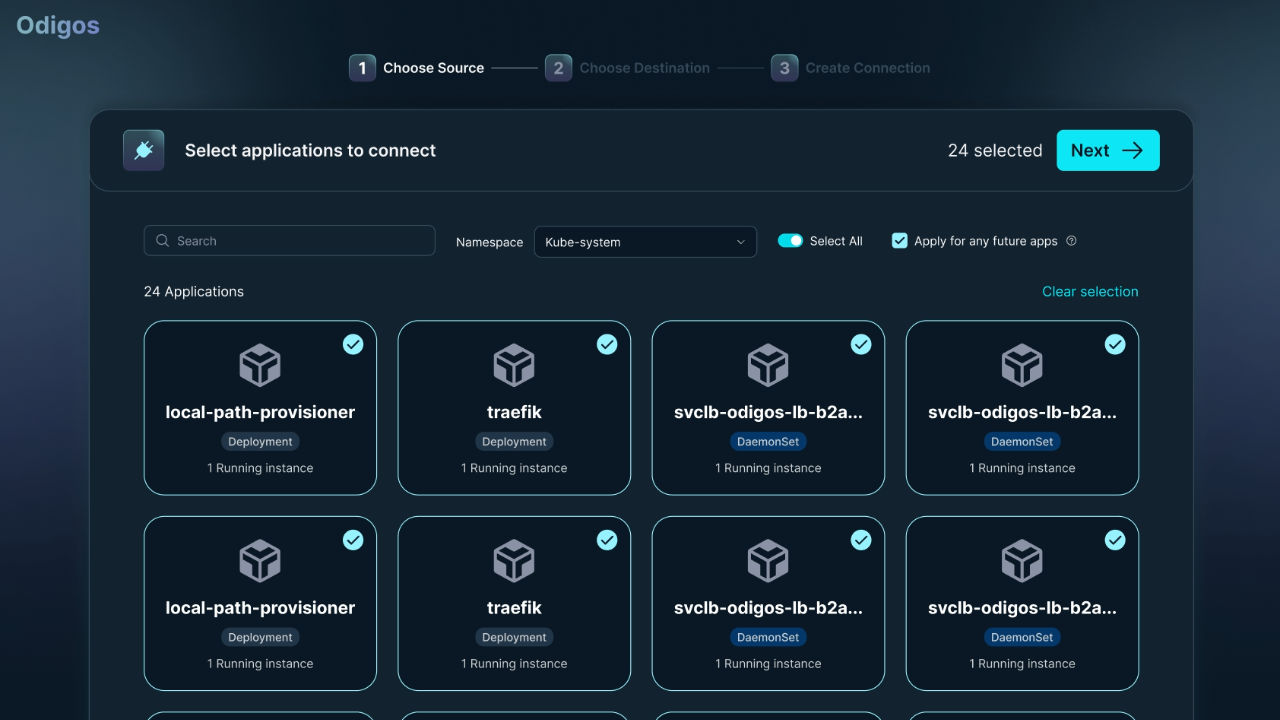 Odigos
1 Choose Source 2 Choose Destination 3 Create Connection
Select applications to connect 24 selected Next
Search Namespace Kube-system Select All Apply for any future apps ?
24 Applications Clear selection
local-path-provisioner traefik svclb-odigos-lb-b2a... svclb-odigos-lb-b2a...
Deployment Deployment DaemonSet DaemonSet
1 Running instance 1 Running instance 1 Running instance 1 Running instance
local-path-provisioner traefik svclb-odigos-lb-b2a... svclb-odigos-lb-b2a...
Deployment Deployment DaemonSet DaemonSet
1 Running instance 1 Running instance 1 Running instance 1 Running instance